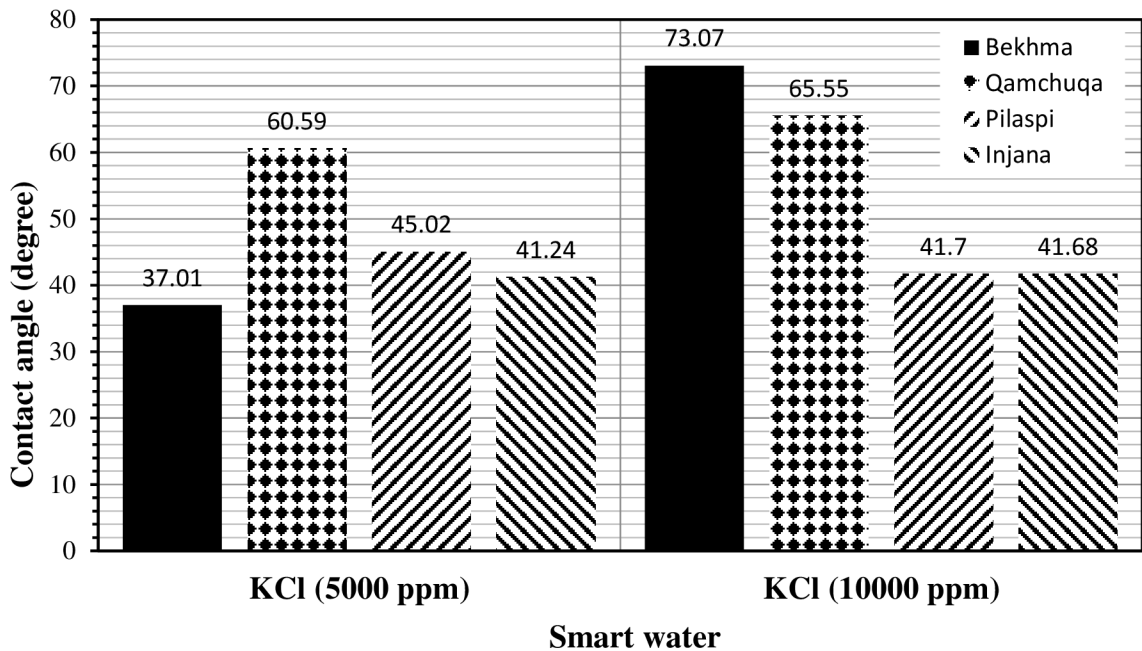 80
70
60
50
40
30
20
10
0
Contact angle (degree)
37.01
60.59
45.02
41.24
73.07
65.55
41.7
41.68
Bekhma
Qamchuqa
Pilaspi
Injana
KCl (5000 ppm)
KCl (10000 ppm)
Smart water